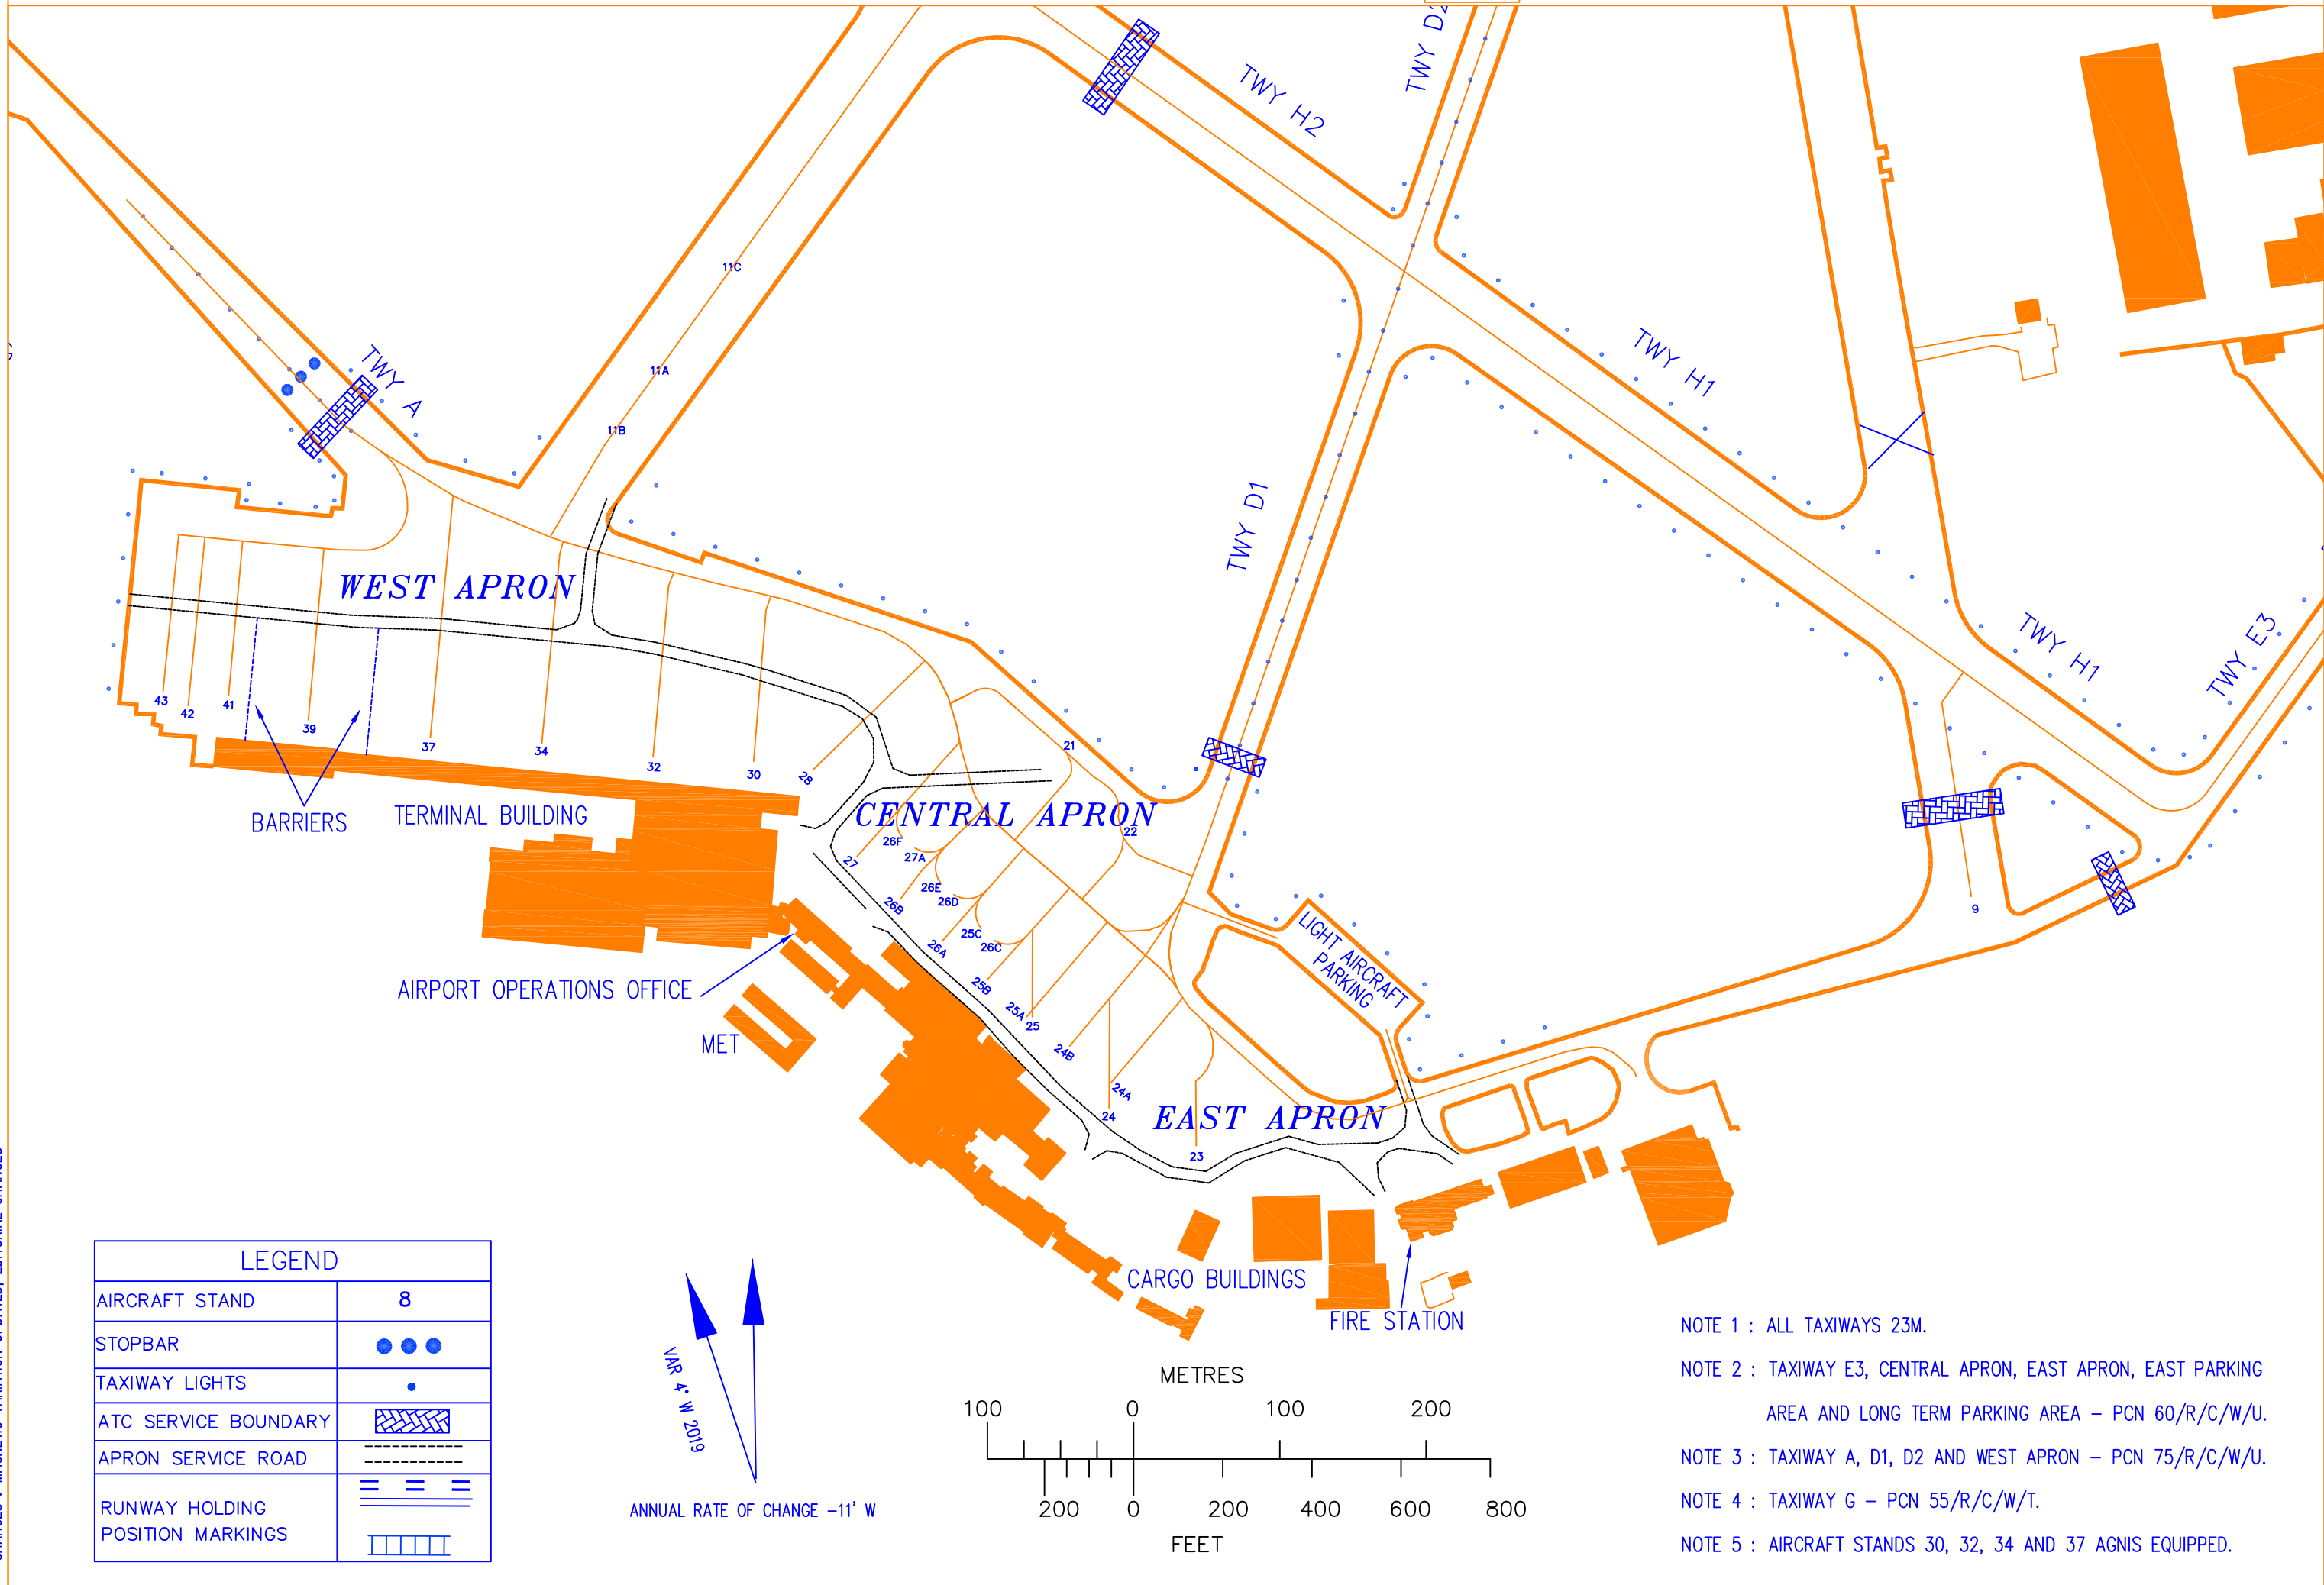 TWY D2
TWY H2
11C
TWY H1
11A
TWY A
11B
TWY D1
WEST APRON
TWY H1
TWY E3
43
42
41
39
37
34
32
30
28
21
BARRIERS
TERMINAL BUILDING
CENTRAL APRON
22
27
26F
27A
26E
26B
26D
9
25C
26C
26A
LIGHT AIRCRAFT
PARKING
AIRPORT OPERATIONS OFFICE
25B
25A
25
MET
24B
24A
24
EAST APRON
23
CARGO BUILDINGS
FIRE STATION
LEGEND
AIRCRAFT STAND 8
STOPBAR
TAXIWAY LIGHTS
ATC SERVICE BOUNDARY
APRON SERVICE ROAD
RUNWAY HOLDING
POSITION MARKINGS
VAR 4° W 2019
ANNUAL RATE OF CHANGE -11' W
METRES
100 0 100 200
200 0 200 400 600 800
FEET
NOTE 1 : ALL TAXIWAYS 23M.
NOTE 2 : TAXIWAY E3, CENTRAL APRON, EAST APRON, EAST PARKING
AREA AND LONG TERM PARKING AREA – PCN 60/R/C/W/U.
NOTE 3 : TAXIWAY A, D1, D2 AND WEST APRON – PCN 75/R/C/W/U.
NOTE 4 : TAXIWAY G – PCN 55/R/C/W/T.
NOTE 5 : AIRCRAFT STANDS 30, 32, 34 AND 37 AGNIS EQUIPPED.